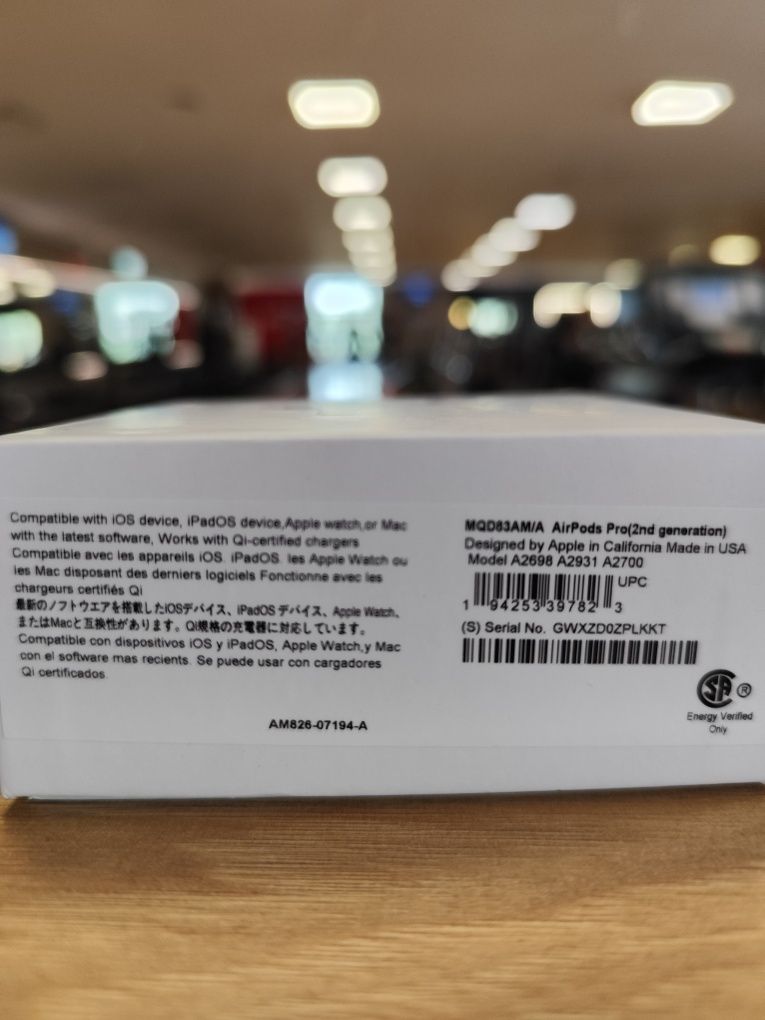 Compatible with iOS device, iPadOS device,Apple watch,or Mac
with the latest software, Works with Qi-certified chargers
Compatible avec les appareils iOS. iPadOS. les Apple Watch ou
les Mac disposant des derniers logiciels Fonctionne avec les
chargeurs certifiés Qi
最新のノフトウエアを搭載したiOSデバイス、iPadOS デバイス、Apple Watch、
またはMacと互換性があります。Qi規格の充電器に対応しています。
Compatible con dispositivos iOS y iPadOS, Apple Watch,y Mac
con el software mas recients. Se puede usar con cargadores
Qi certificados.
AM826-07194-A
MQD83AM/A AirPods Pro(2nd generation)
Designed by Apple in California Made in USA
Model A2698 A2931 A2700
UPC
1 94253 39782 3
(S) Serial No. GWXZD0ZPLKKT
SA ®
Energy Verified
Only